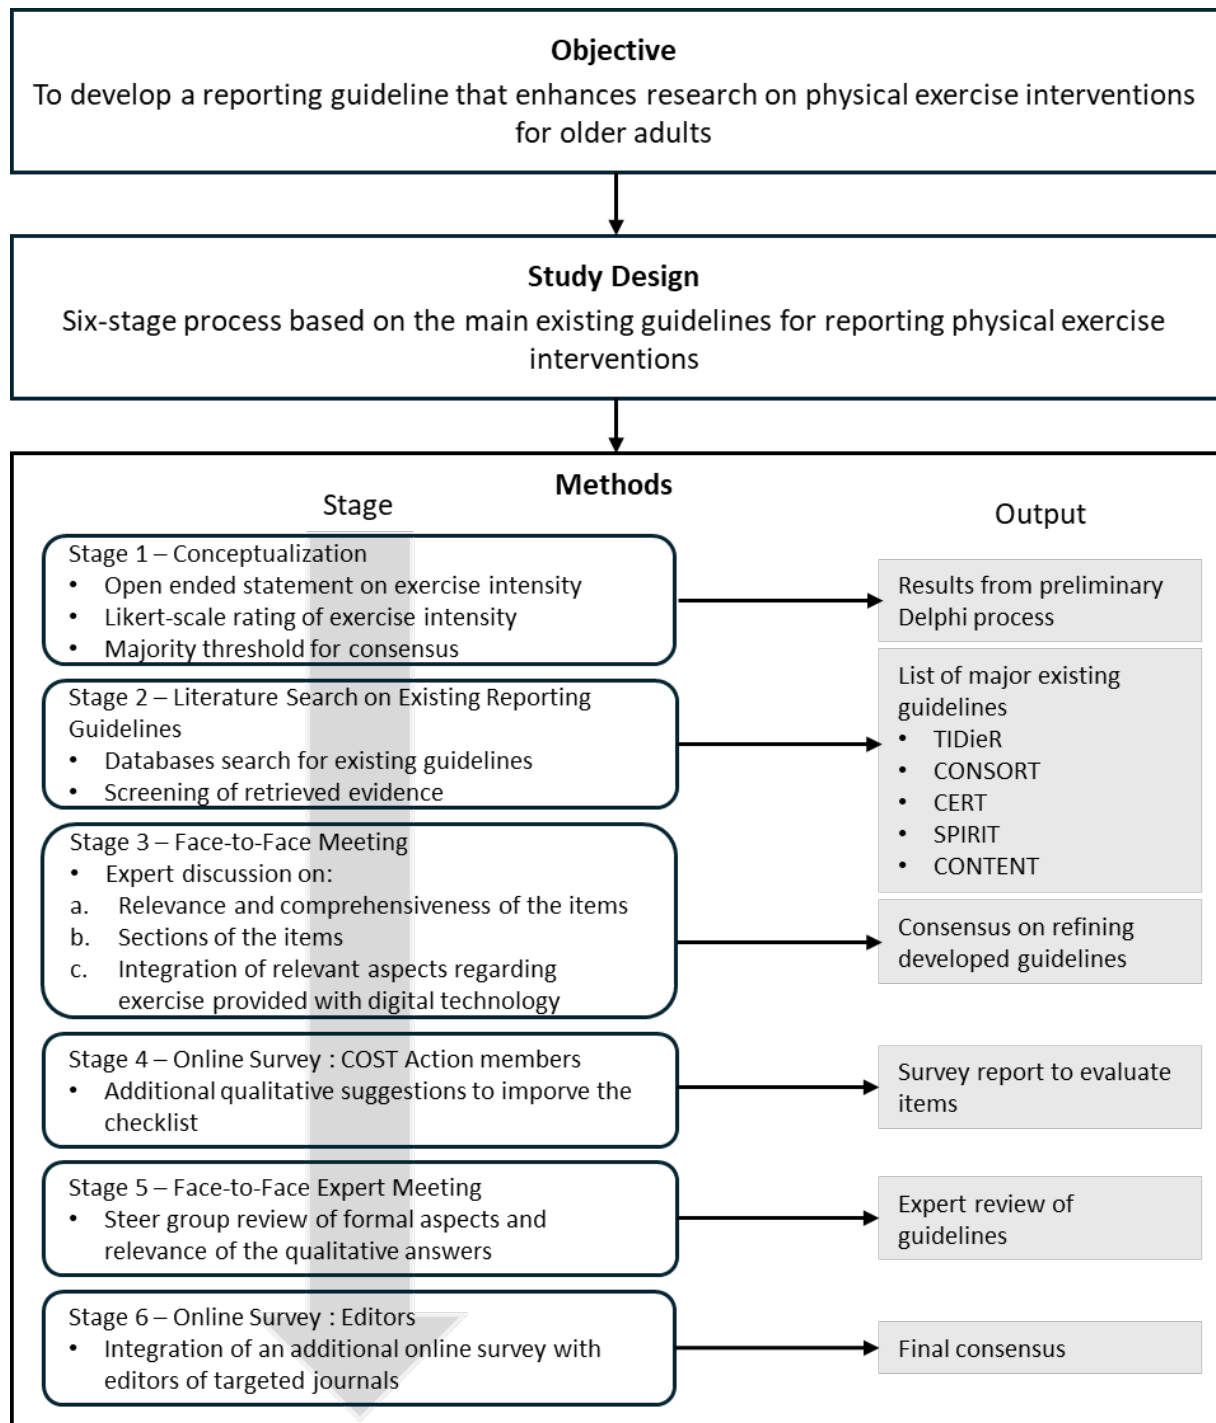 Objective
To develop a reporting guideline that enhances research on physical exercise interventions
for older adults
Study Design
Six-stage process based on the main existing guidelines for reporting physical exercise
interventions
Methods
Stage
Output
Stage 1 – Conceptualization
• Open ended statement on exercise intensity
• Likert-scale rating of exercise intensity
• Majority threshold for consensus
Results from preliminary
Delphi process
Stage 2 – Literature Search on Existing Reporting
Guidelines
• Databases search for existing guidelines
• Screening of retrieved evidence
List of major existing
guidelines
• TIDieR
• CONSORT
• CERT
• SPIRIT
• CONTENT
Stage 3 – Face-to-Face Meeting
• Expert discussion on:
a. Relevance and comprehensiveness of the items
b. Sections of the items
c. Integration of relevant aspects regarding
exercise provided with digital technology
Consensus on refining
developed guidelines
Stage 4 – Online Survey : COST Action members
• Additional qualitative suggestions to imporve the
checklist
Survey report to evaluate
items
Stage 5 – Face-to-Face Expert Meeting
• Steer group review of formal aspects and
relevance of the qualitative answers
Expert review of
guidelines
Stage 6 – Online Survey : Editors
• Integration of an additional online survey with
editors of targeted journals
Final consensus